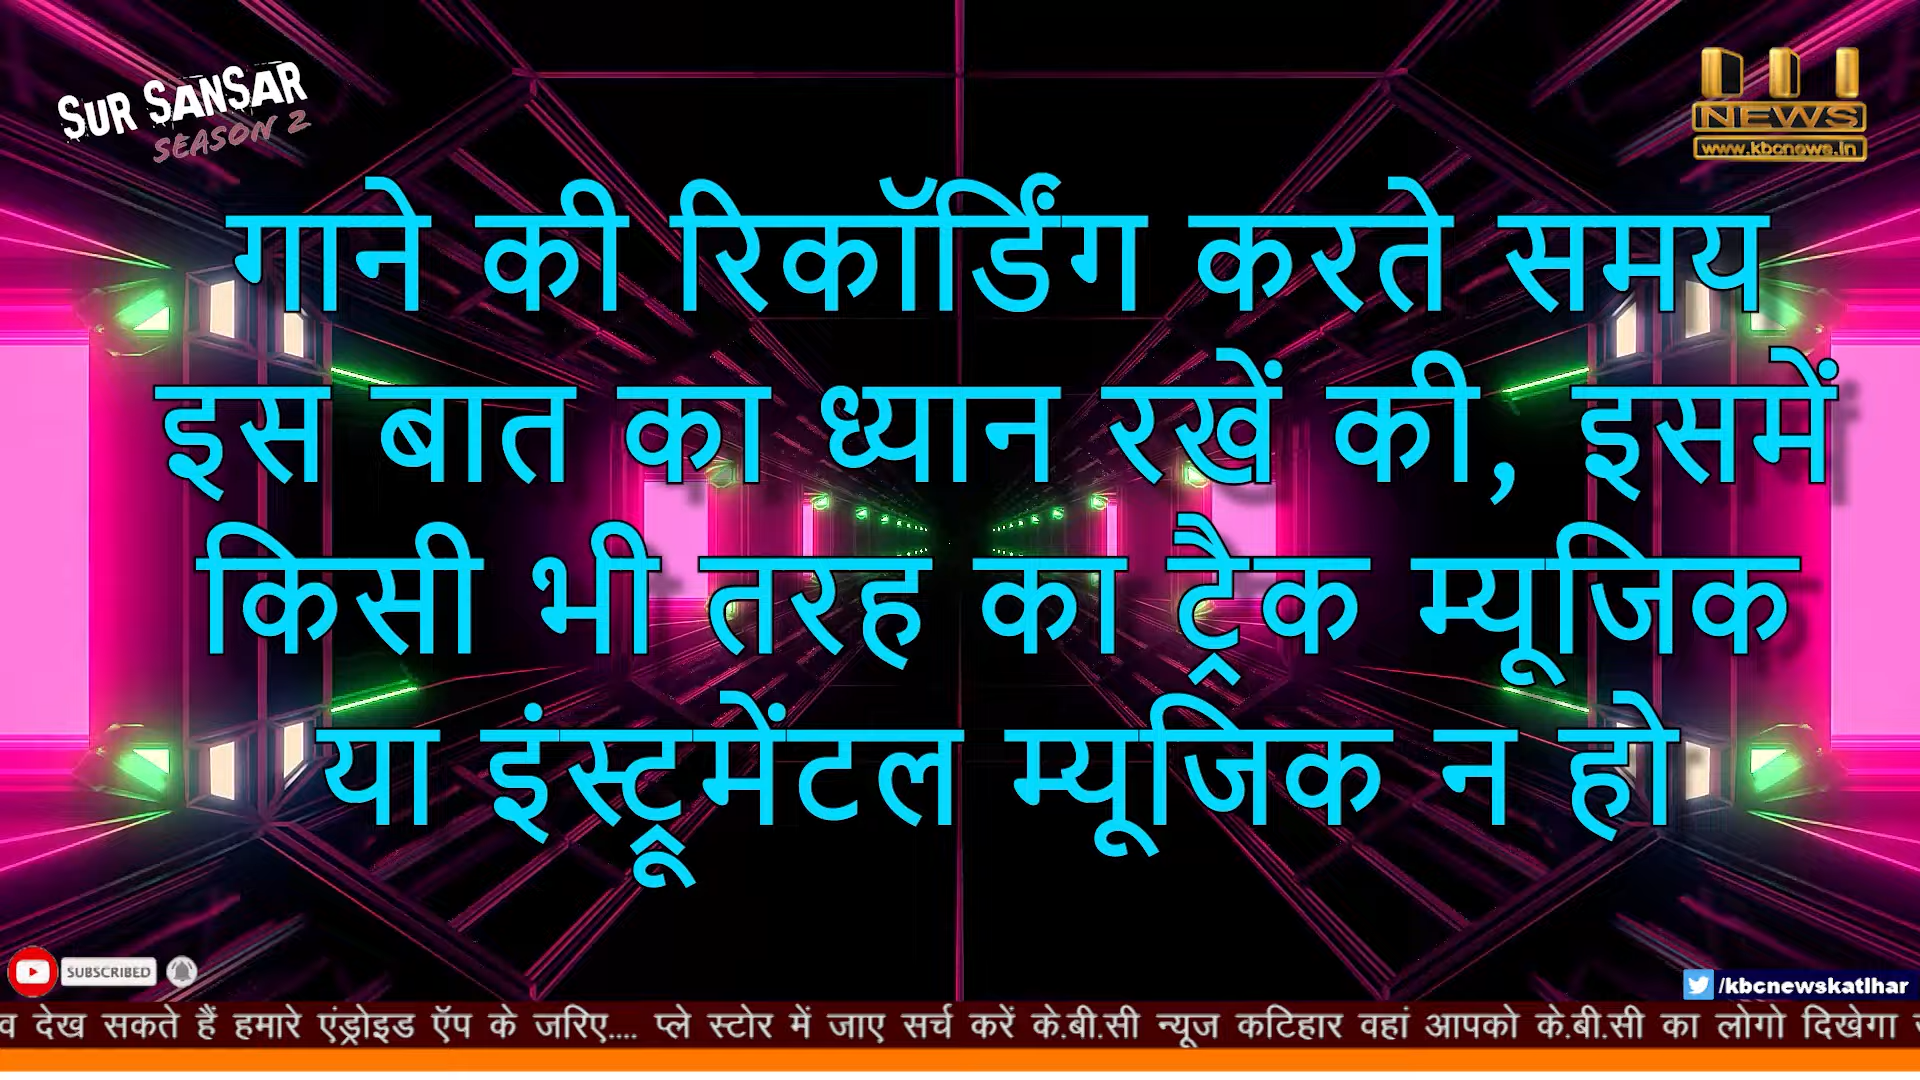 SUR SANSAR
SEASON 2
NEWS
www.kbcnews.in
गाने की रिकॉर्डिंग करते समय
इस बात का ध्यान रखें की, इसमें
किसी भी तरह का ट्रैक म्यूजिक
या इंस्ट्रूमेंटल म्यूजिक न हो
SUBSCRIBED
/kbcnewskatihar
व देख सकते हैं हमारे एंड्रोइड ऍप के जरिए.... प्ले स्टोर में जाए सर्च करें के.बी.सी न्यूज कटिहार वहां आपको के.बी.सी का लोगो दिखेगा